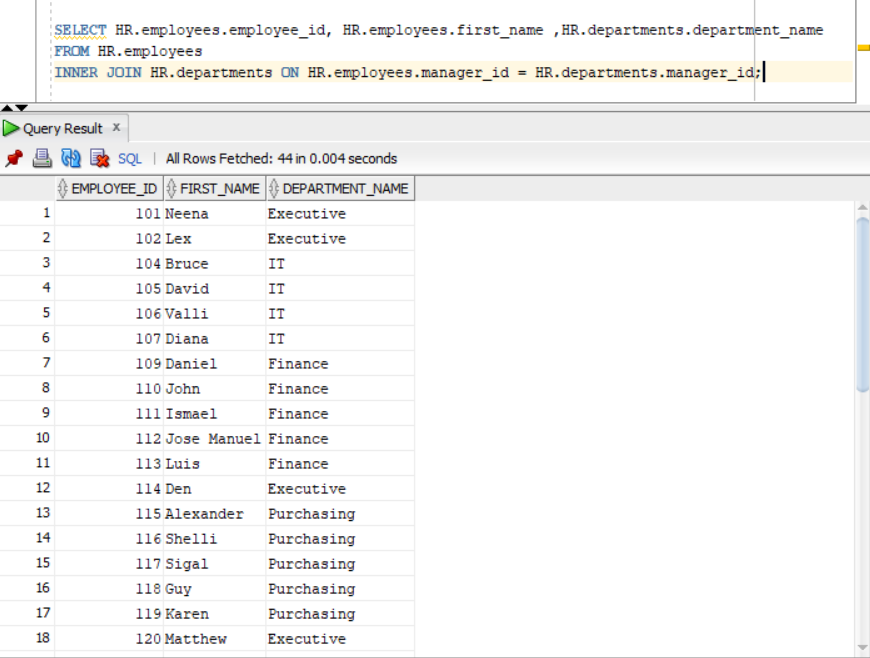 SELECT HR.employees.employee_id, HR.employees.first_name ,HR.departments.department_name
FROM HR.employees
INNER JOIN HR.departments ON HR.employees.manager_id = HR.departments.manager_id;
Query Result x
SQL | All Rows Fetched: 44 in 0.004 seconds
EMPLOYEE_ID FIRST_NAME DEPARTMENT_NAME
1 101 Neena Executive
2 102 Lex Executive
3 104 Bruce IT
4 105 David IT
5 106 Valli IT
6 107 Diana IT
7 109 Daniel Finance
8 110 John Finance
9 111 Ismael Finance
10 112 Jose Manuel Finance
11 113 Luis Finance
12 114 Den Executive
13 115 Alexander Purchasing
14 116 Shelli Purchasing
15 117 Sigal Purchasing
16 118 Guy Purchasing
17 119 Karen Purchasing
18 120 Matthew Executive